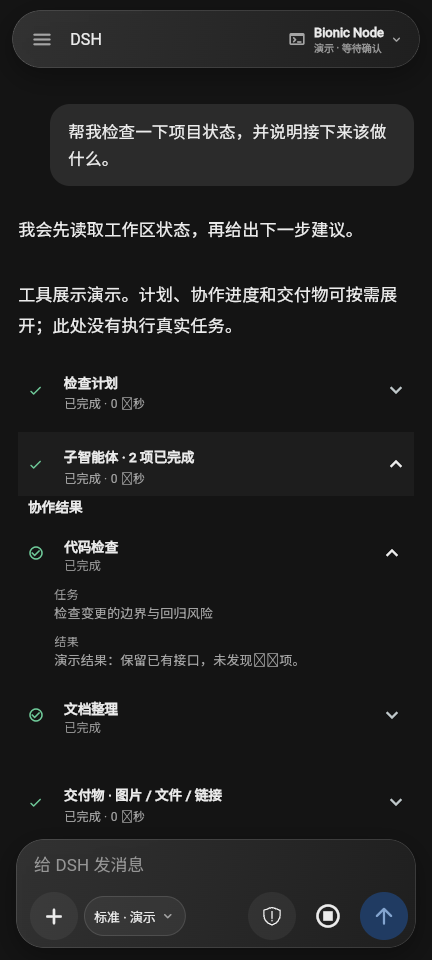 DSH
Bionic Node
演示 · 等待确认
帮我检查一下项目状态，并说明接下来该做
什么。
我会先读取工作区状态，再给出下一步建议。
工具展示演示。计划、协作进度和交付物可按需展
开；此处没有执行真实任务。
检查计划
已完成 · 0 秒
子智能体 · 2 项已完成
已完成 · 0 秒
协作结果
代码检查
已完成
任务
检查变更的边界与回归风险
结果
演示结果：保留已有接口，未发现项。
文档整理
已完成
交付物 · 图片 / 文件 / 链接
已完成 · 0 秒
给 DSH 发消息
标准 · 演示